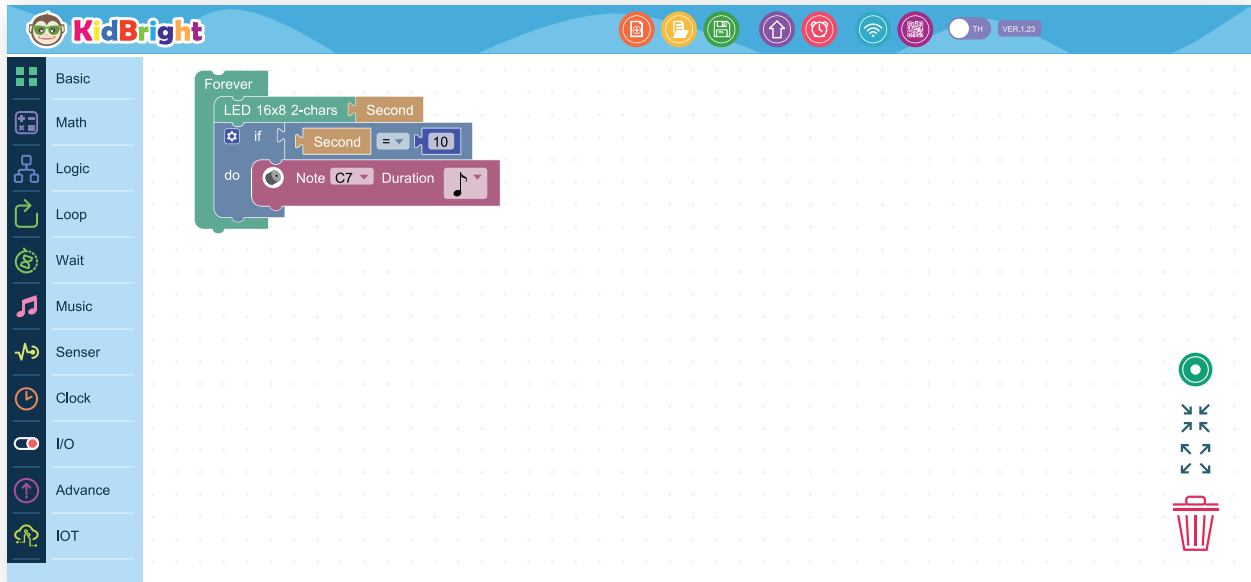 KidBright
TH
VER.1.23
Basic
Math
Logic
Loop
Wait
Music
Senser
Clock
I/O
Advance
IOT
Forever
LED 16x8 2-chars Second
if Second = 10
do Note C7 Duration